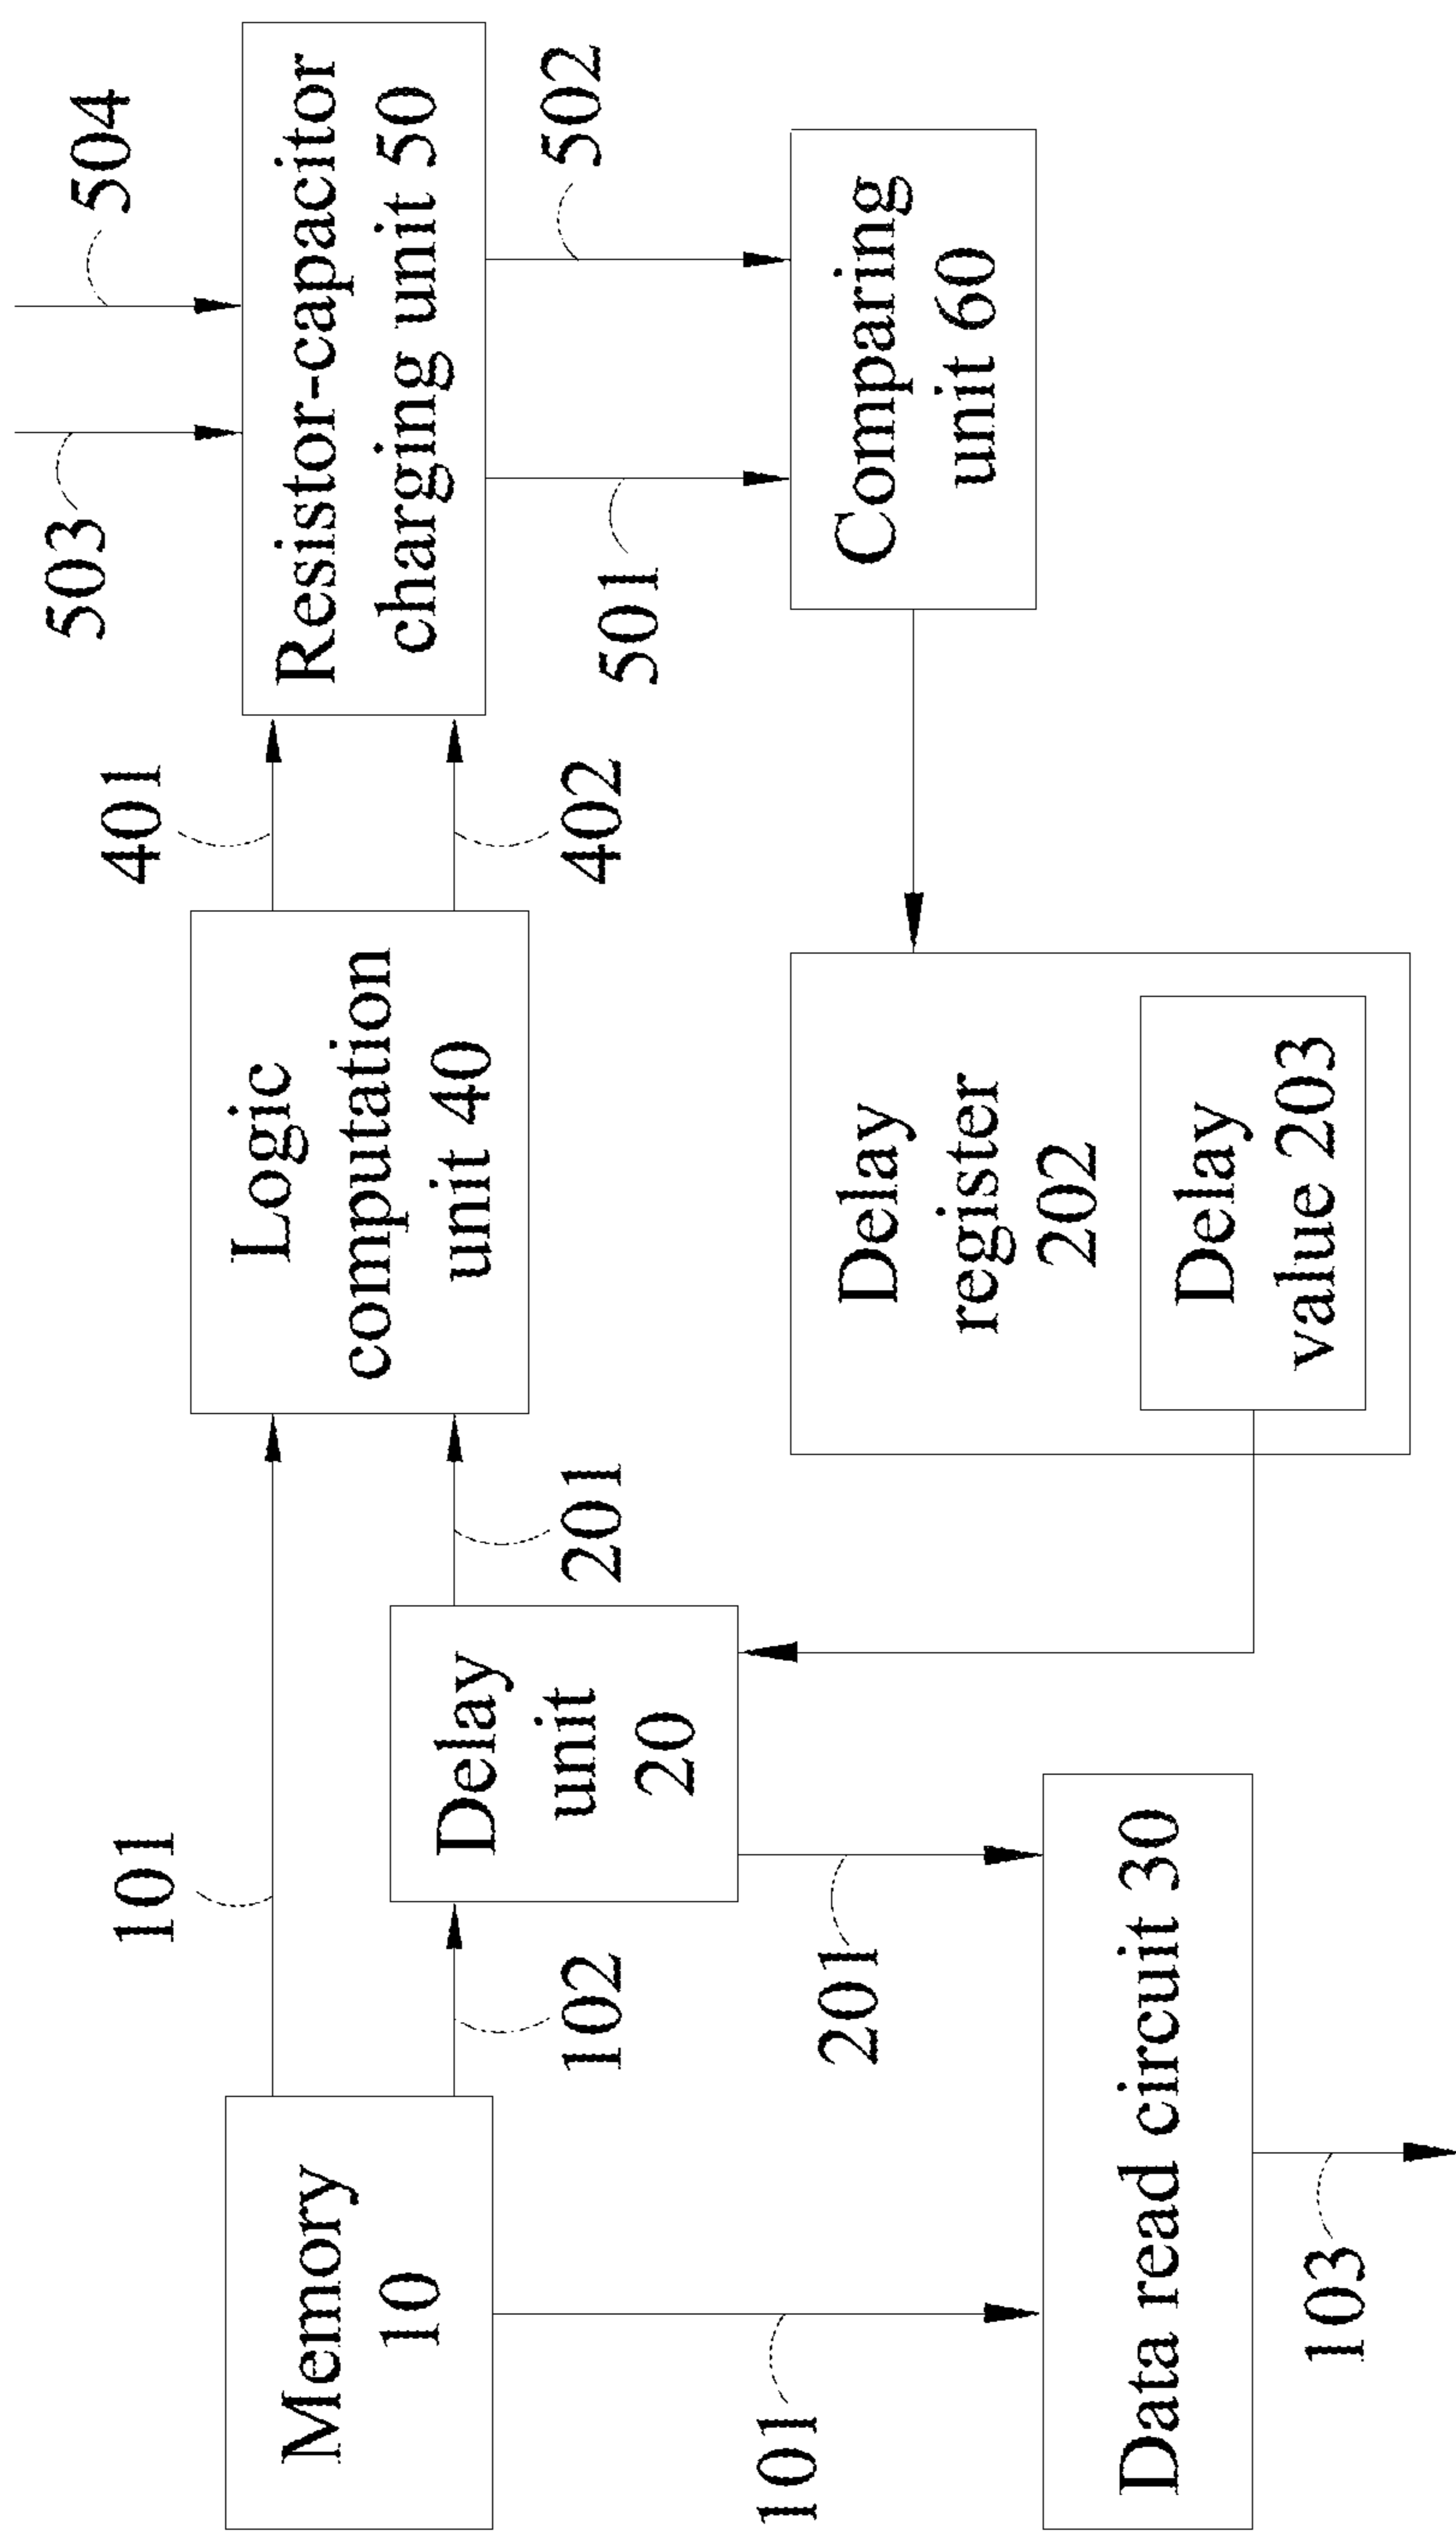 503
504
101
401
Memory
10
Logic
computation
unit 40
Resistor-capacitor
charging unit 50
102
Delay
unit
20
201
402
501
502
101
201
Delay
register
202
Comparing
unit 60
Data read circuit 30
Delay
value 203
103